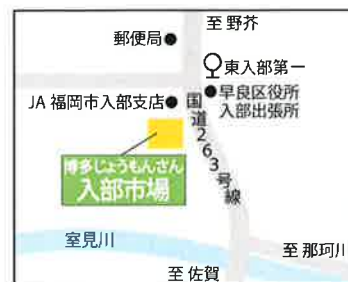 至 野芥
郵便局
東入部第一
JA 福岡市入部支店
早良区役所
入部出張所
国道263号線
博多じょうもんさん
入部市場
室見川
至 那珂川
至 佐賀